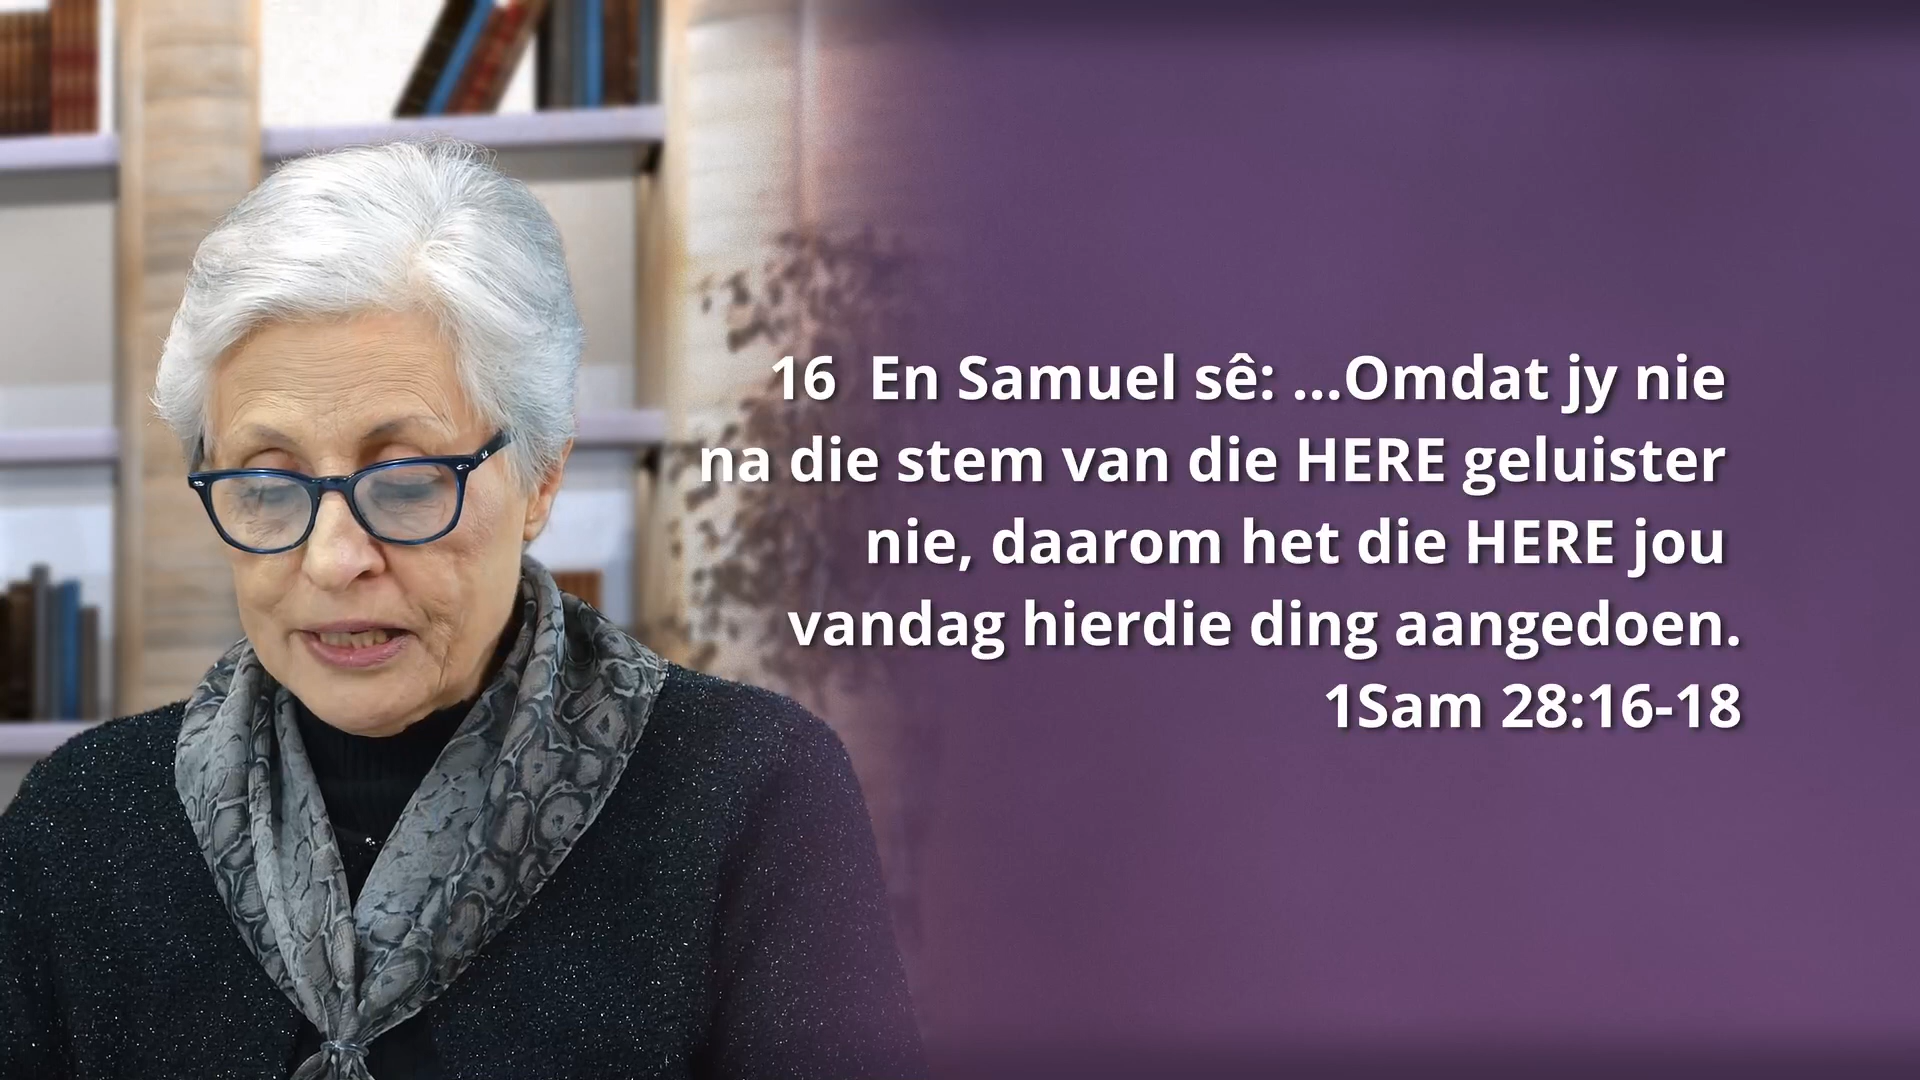 16  En Samuel sê: ...Omdat jy nie
na die stem van die HERE geluister
nie, daarom het die HERE jou
vandag hierdie ding aangedoen.
1Sam 28:16-18